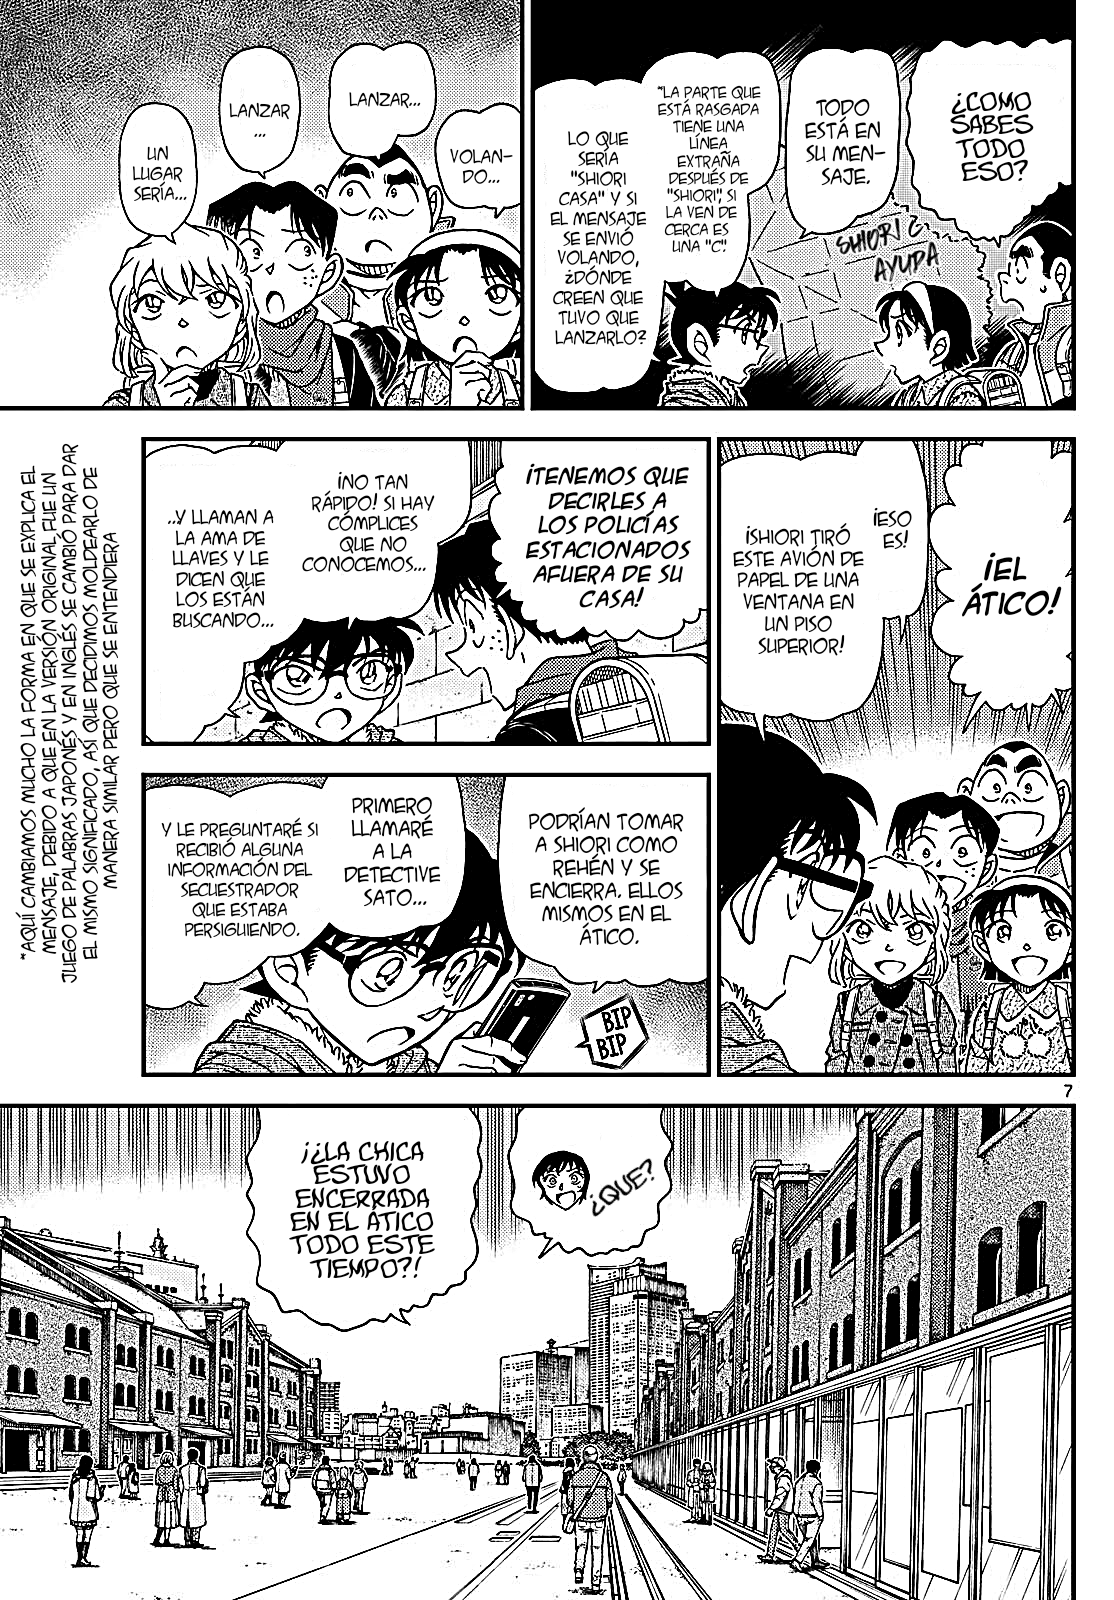 ¿COMO
SABES
TODO
ESO?
TODO
ESTÁ EN
SU MEN-
SAJE.
SHIORI C
AYUDA
"LA PARTE QUE
ESTÁ RASGADA
TIENE UNA
LÍNEA
EXTRAÑA
DESPUÉS DE
"SHIORI", SI
LA VEN DE
CERCA ES
UNA "C".
LO QUE
SERÍA
"SHIORI
CASA" Y SI
EL MENSAJE
SE ENVIÓ
VOLANDO,
¿DÓNDE
CREEN QUE
TUVO QUE
LANZARLO?
VOLAN-
DO...
LANZAR...
LANZAR
...
UN
LUGAR
SERÍA...
¡EL
ÁTICO!
¡ESO
ES!
¡SHIORI TIRÓ
ESTE AVIÓN DE
PAPEL DE UNA
VENTANA EN
UN PISO
SUPERIOR!
¡TENEMOS QUE
DECIRLES A
LOS POLICÍAS
ESTACIONADOS
AFUERA DE SU
CASA!
¡NO TAN
RÁPIDO! SI HAY
CÓMPLICES
QUE NO
CONOCEMOS...
..Y LLAMAN A
LA AMA DE
LLAVES Y LE
DICEN QUE
LOS ESTÁN
BUSCANDO...
PODRÍAN TOMAR
A SHIORI COMO
REHÉN Y SE
ENCIERRA. ELLOS
MISMOS EN EL
ÁTICO.
PRIMERO
LLAMARÉ
A LA
DETECTIVE
SATO...
Y LE PREGUNTARÉ SI
RECIBIÓ ALGUNA
INFORMACIÓN DEL
SECUESTRADOR
QUE ESTABA
PERSIGUIENDO.
BIP
BIP
*AQUÍ CAMBIAMOS MUCHO LA FORMA EN QUE SE EXPLICA EL
MENSAJE, DEBIDO A QUE EN LA VERSIÓN ORIGINAL FUE UN
JUEGO DE PALABRAS JAPONÉS Y EN INGLÉS SE CAMBIÓ PARA DAR
EL MISMO SIGNIFICADO, ASÍ QUE DECIDIMOS MOLDEARLO DE
MANERA SIMILAR PERO QUE SE ENTENDIERA
7
¿QUE?
¡¿LA CHICA
ESTUVO
ENCERRADA
EN EL ÁTICO
TODO ESTE
TIEMPO?!